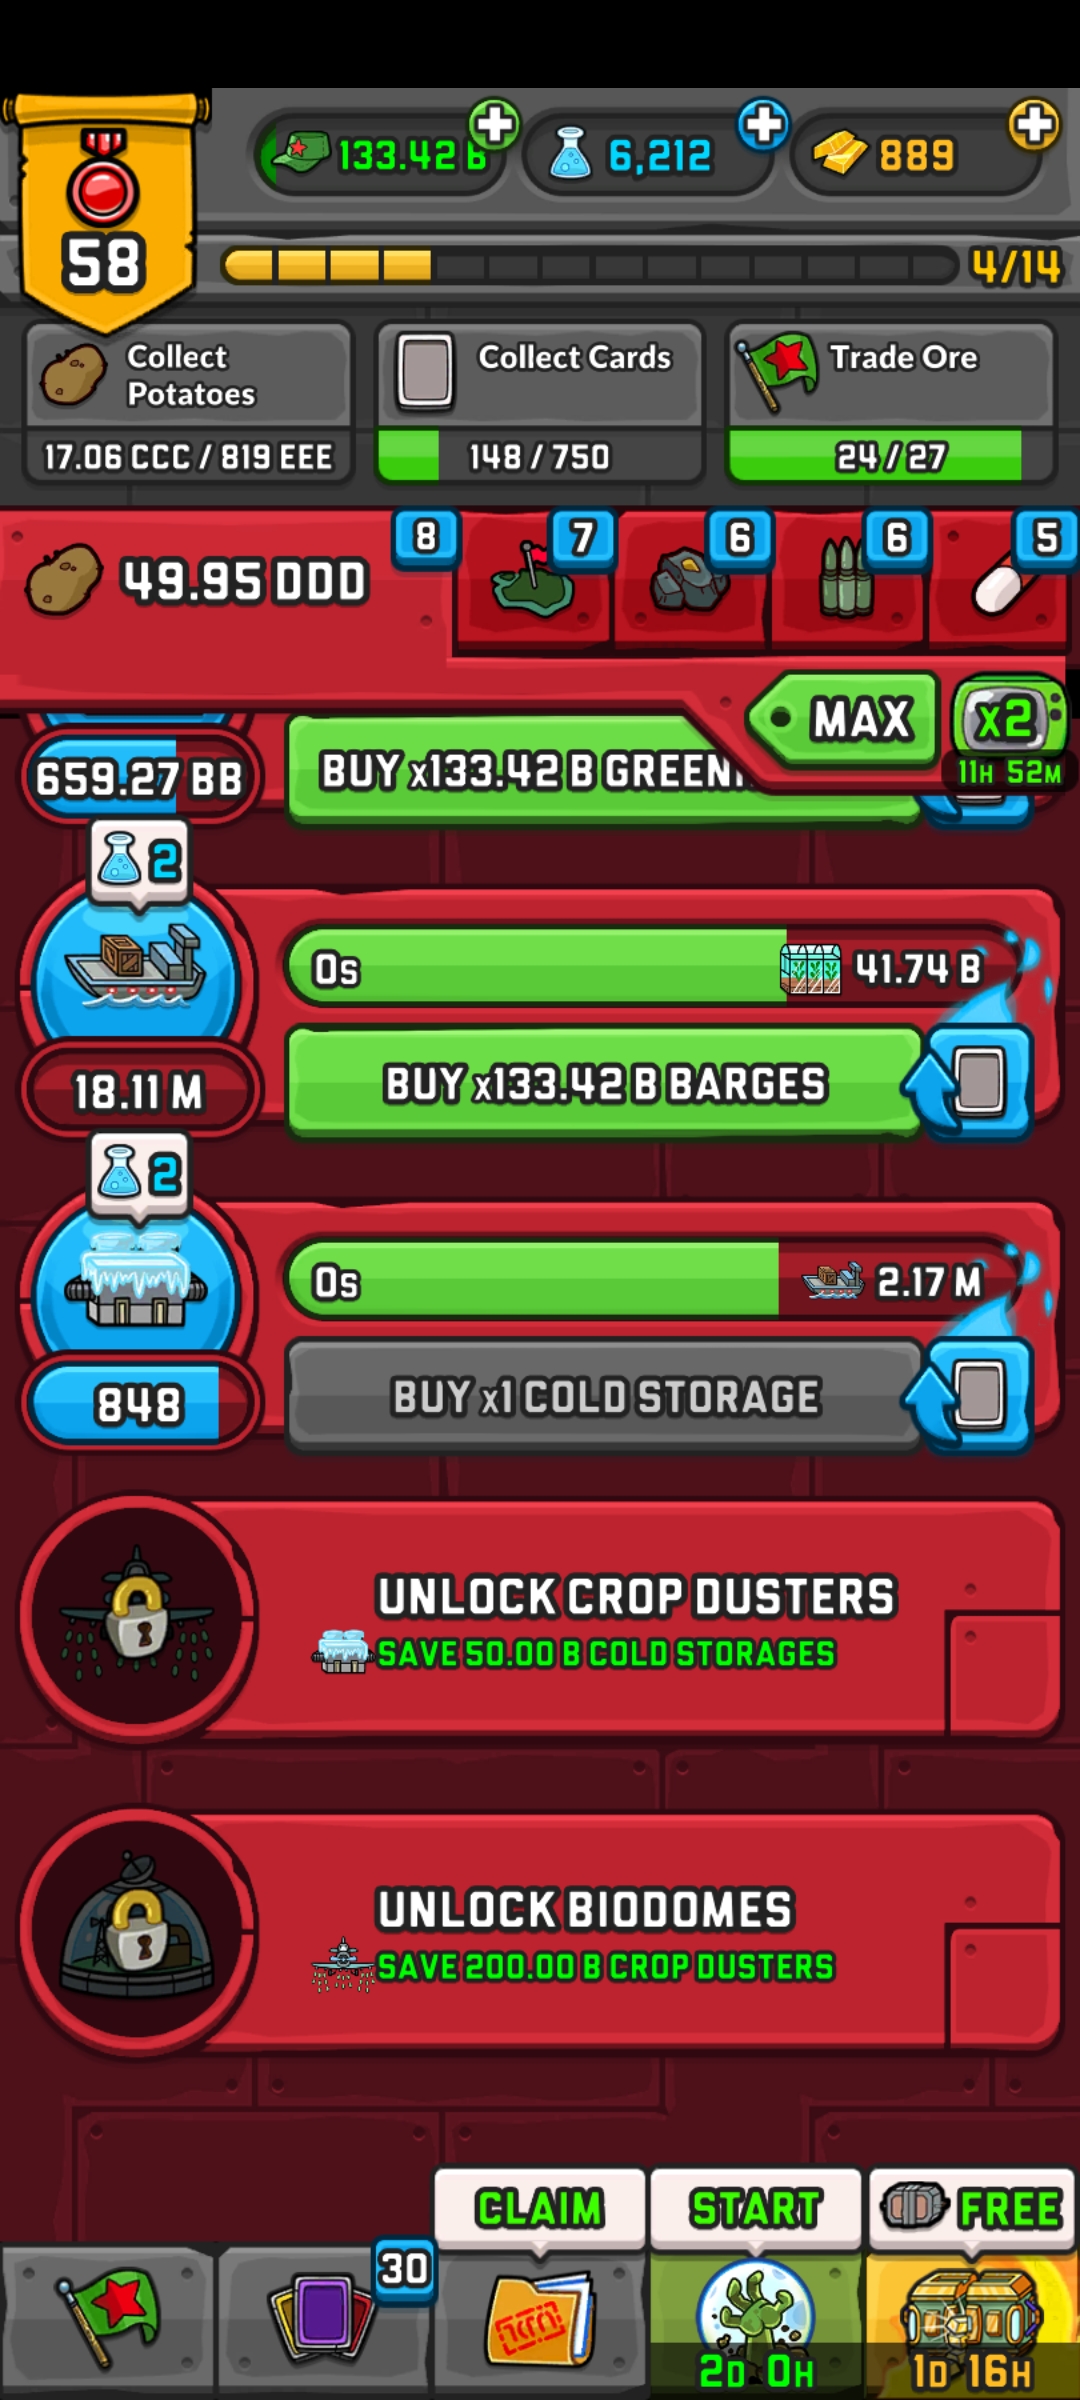 133.42 B
6,212
889
58
4/14
Collect Potatoes
17.06 CCC / 819 EEE
Collect Cards
148 / 750
Trade Ore
24 / 27
49.95 DDD
8
7
6
6
5
MAX
x2
11H 52M
659.27 BB
BUY x133.42 B
2
0s
41.74 B
18.11 M
BUY x133.42 B BARGES
2
0s
2.17 M
848
BUY x1 COLD STORAGE
UNLOCK CROP DUSTERS
SAVE 50.00 B COLD STORAGES
UNLOCK BIODOMES
SAVE 200.00 B CROP DUSTERS
CLAIM
START
FREE
30
2D 0H
1D 16H